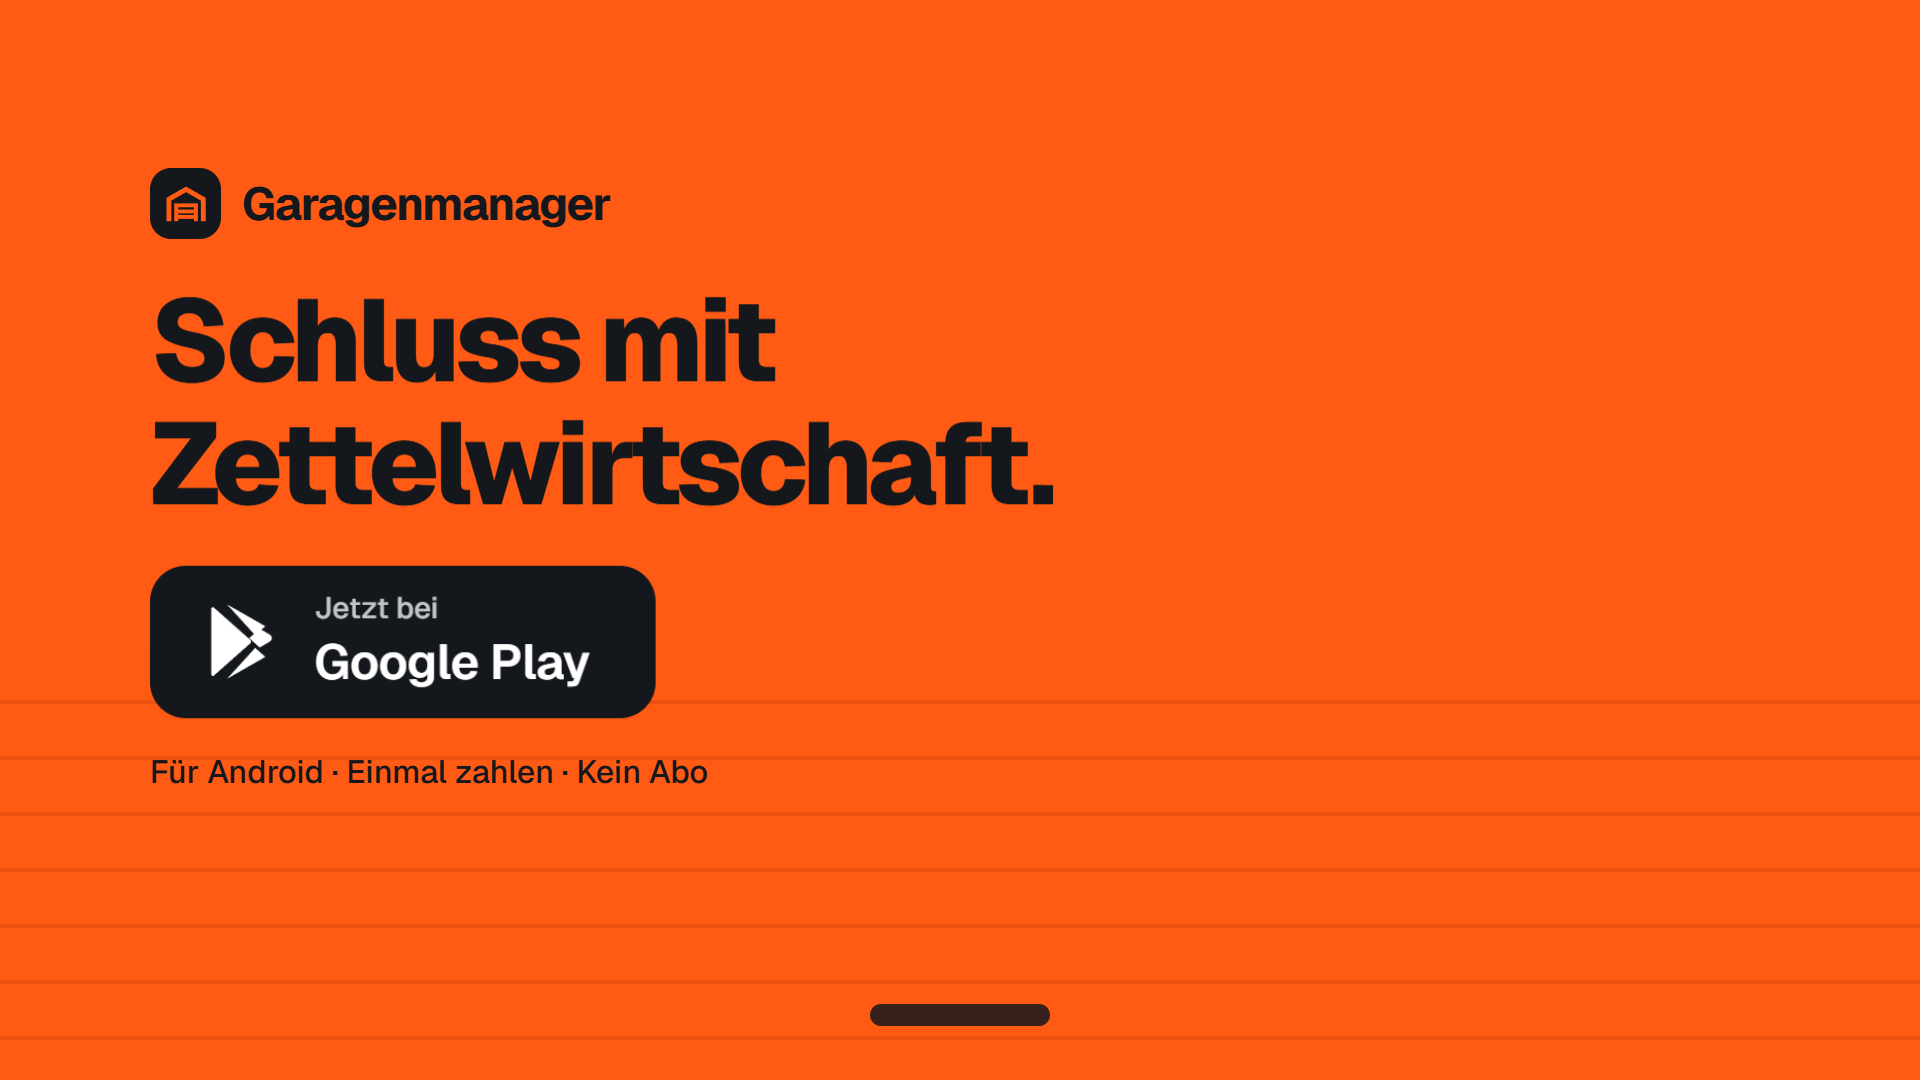 Garagenmanager
Schluss mit
Zettelwirtschaft.
Jetzt bei
Google Play
Für Android · Einmal zahlen · Kein Abo